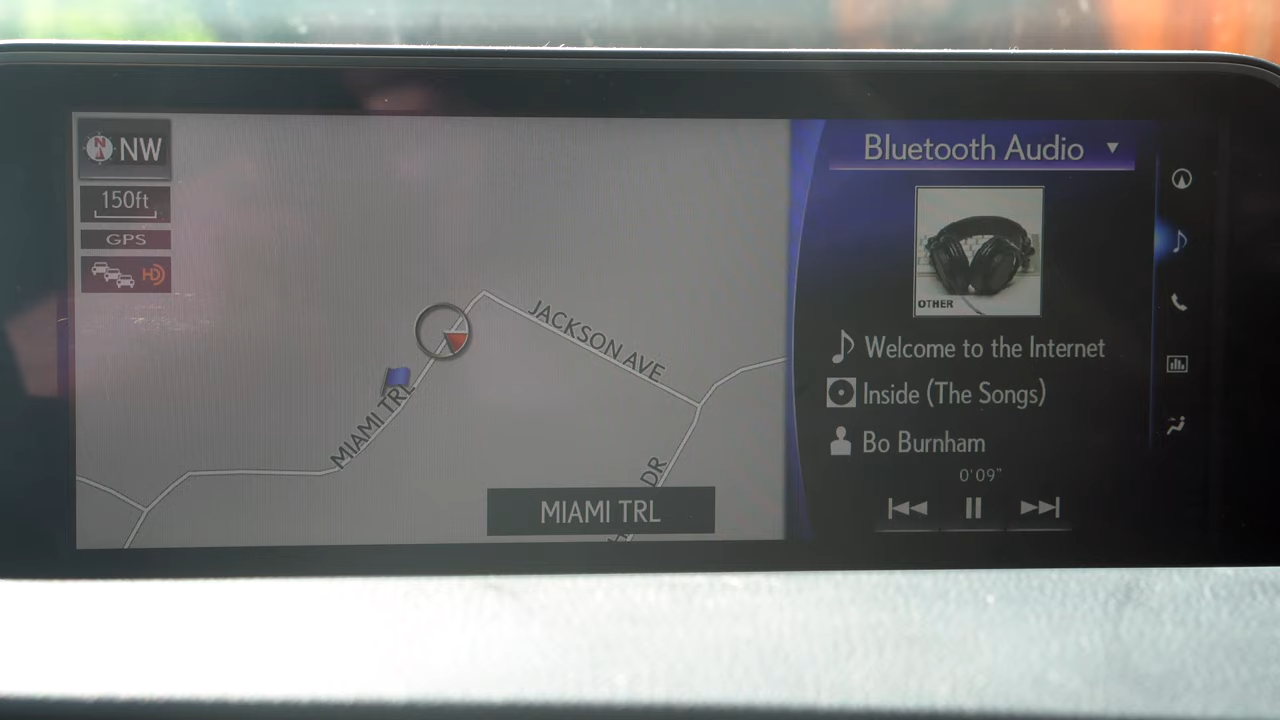 N NW
150ft
GPS
HD
JACKSON AVE
MIAMI TRL
DR
MIAMI TRL
Bluetooth Audio
OTHER
Welcome to the Internet
Inside (The Songs)
Bo Burnham
0'09"